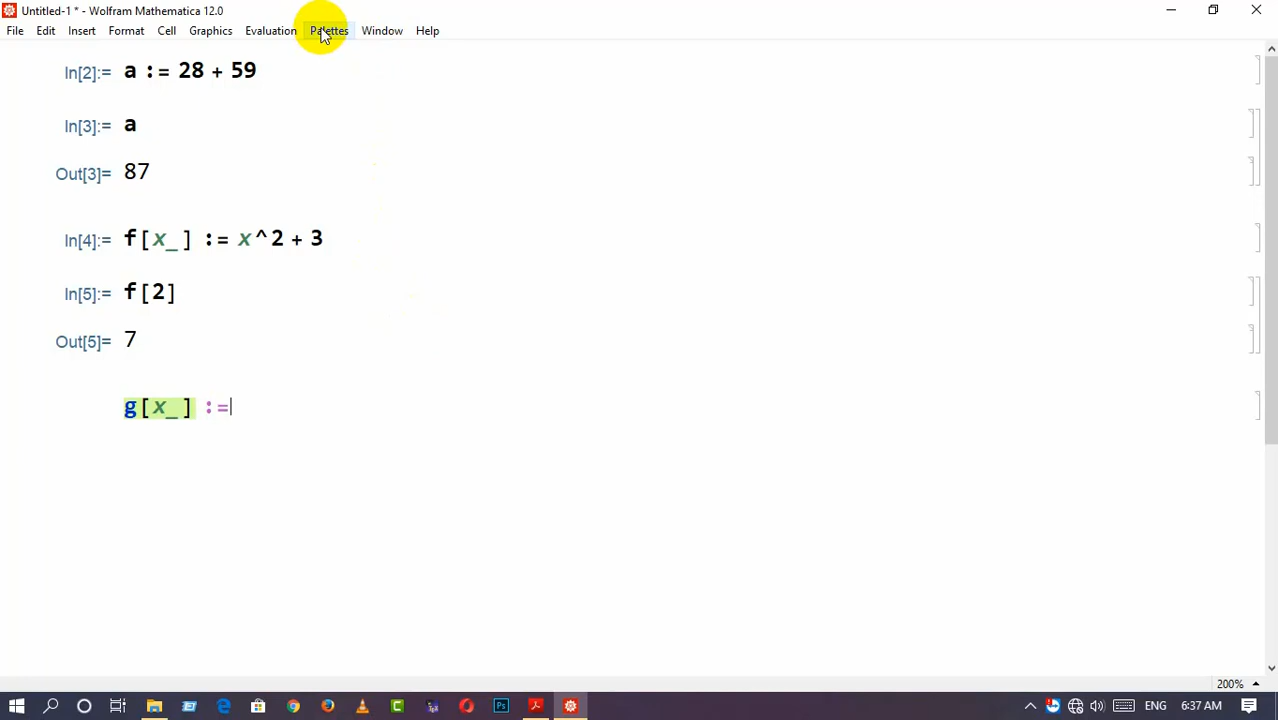 Untitled-1 * - Wolfram Mathematica 12.0
File Edit Insert Format Cell Graphics Evaluation Palettes Window Help
In[2]:= a := 28 + 59
In[3]:= a
Out[3]= 87
In[4]:= f[x_] := x^2 + 3
In[5]:= f[2]
Out[5]= 7
g[x_] :=
200%
ENG 6:37 AM